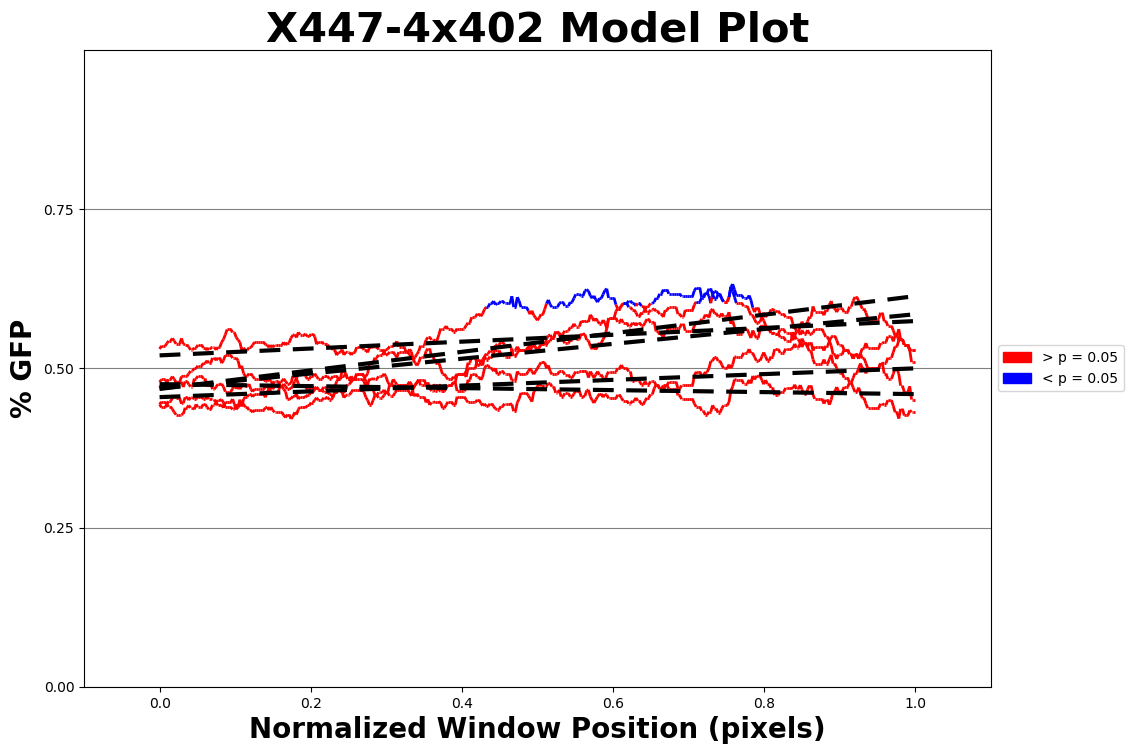 X447-4x402 Model Plot
% GFP
0.75
0.50
0.25
0.00
0.0 0.2 0.4 0.6 0.8 1.0
Normalized Window Position (pixels)
> p = 0.05
< p = 0.05